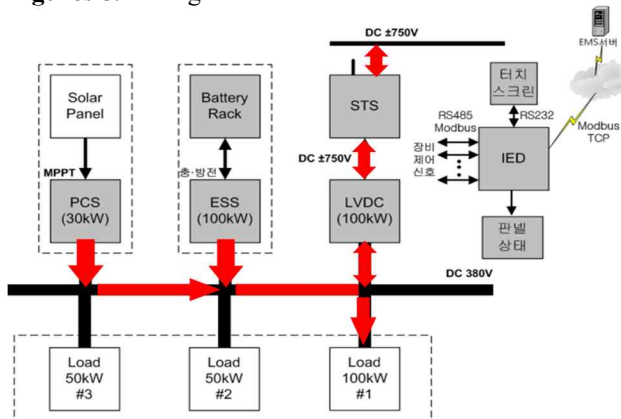 DC ±750V
EMS서버
Solar
Panel
Battery
Rack
STS
터치
스크린
RS485
Modbus
RS232
Modbus
TCP
장비
제어
신호
IED
MPPT
충·방전
DC ±750V
PCS
(30kW)
ESS
(100kW)
LVDC
(100kW)
판넬
상태
DC 380V
Load
50kW
#3
Load
50kW
#2
Load
100kW
#1